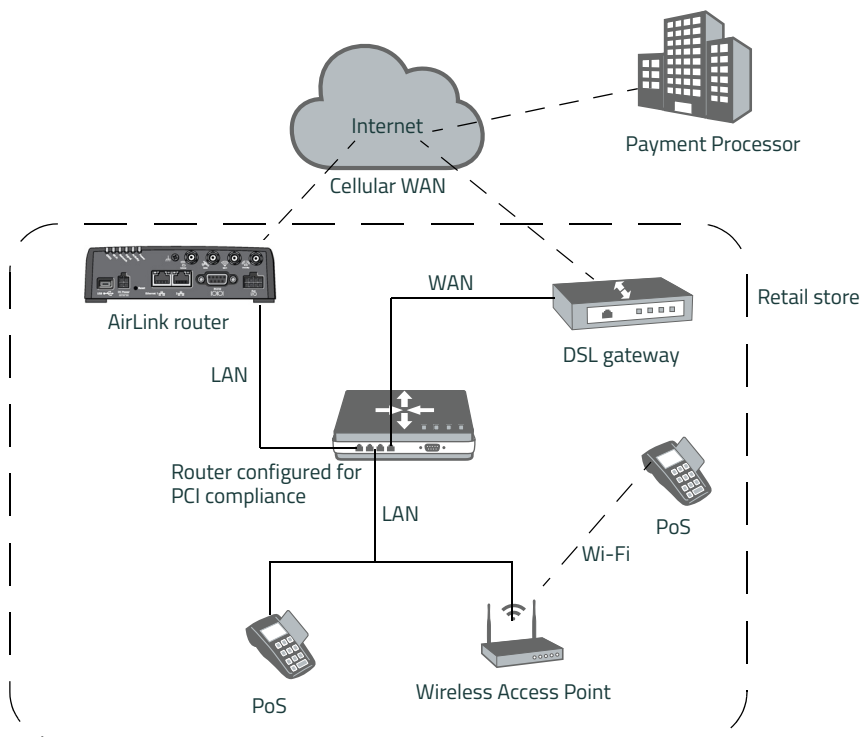 Internet
Cellular WAN
Payment Processor
AirLink router
WAN
DSL gateway
Retail store
LAN
Router configured for
PCI compliance
LAN
PoS
Wi-Fi
PoS
Wireless Access Point